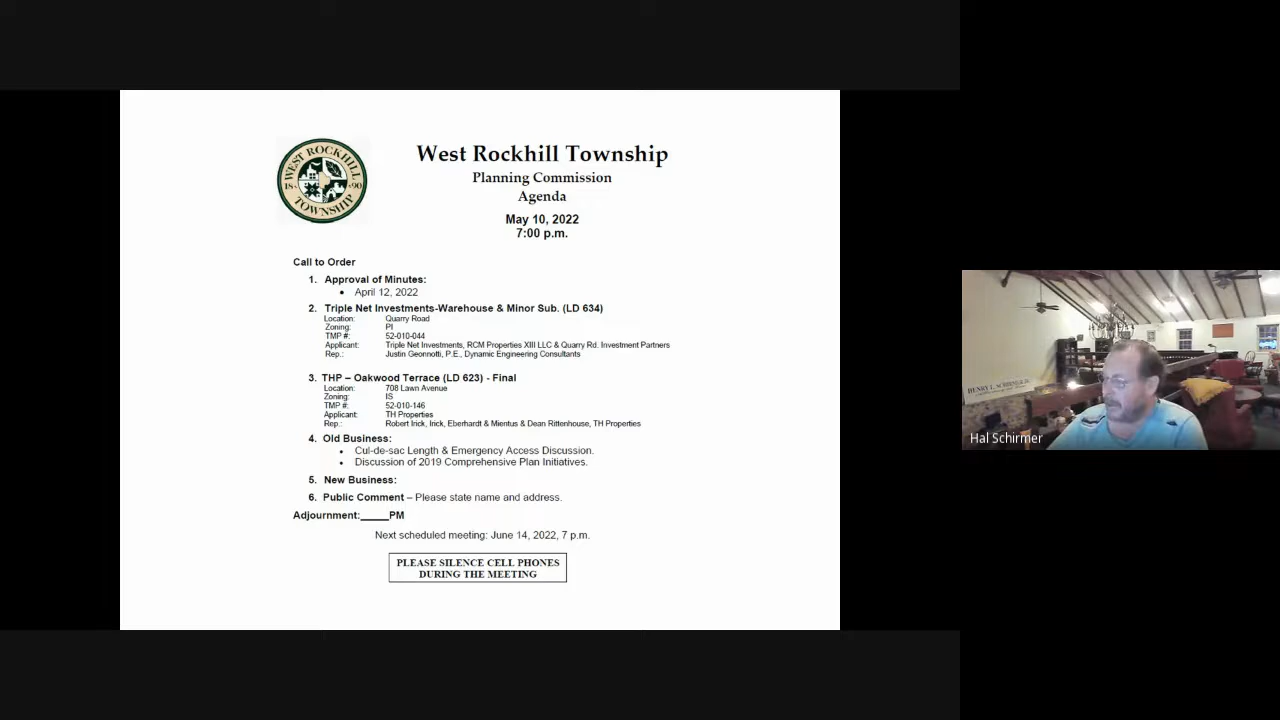 WEST ROCKHILL
18 90
TOWNSHIP
West Rockhill Township
Planning Commission
Agenda
May 10, 2022
7:00 p.m.
Call to Order
1. Approval of Minutes:
• April 12, 2022
2. Triple Net Investments-Warehouse & Minor Sub. (LD 634)
Location: Quarry Road
Zoning: PI
TMP #: 52-010-044
Applicant: Triple Net Investments, RCM Properties XIII LLC & Quarry Rd. Investment Partners
Rep.: Justin Geonnotti, P.E., Dynamic Engineering Consultants
3. THP – Oakwood Terrace (LD 623) - Final
Location: 708 Lawn Avenue
Zoning: IS
TMP #: 52-010-146
Applicant: TH Properties
Rep.: Robert Irick, Irick, Eberhardt & Mientus & Dean Rittenhouse, TH Properties
4. Old Business:
• Cul-de-sac Length & Emergency Access Discussion.
• Discussion of 2019 Comprehensive Plan Initiatives.
5. New Business:
6. Public Comment – Please state name and address.
Adjournment:_____PM
Next scheduled meeting: June 14, 2022, 7 p.m.
PLEASE SILENCE CELL PHONES
DURING THE MEETING
Hal Schirmer